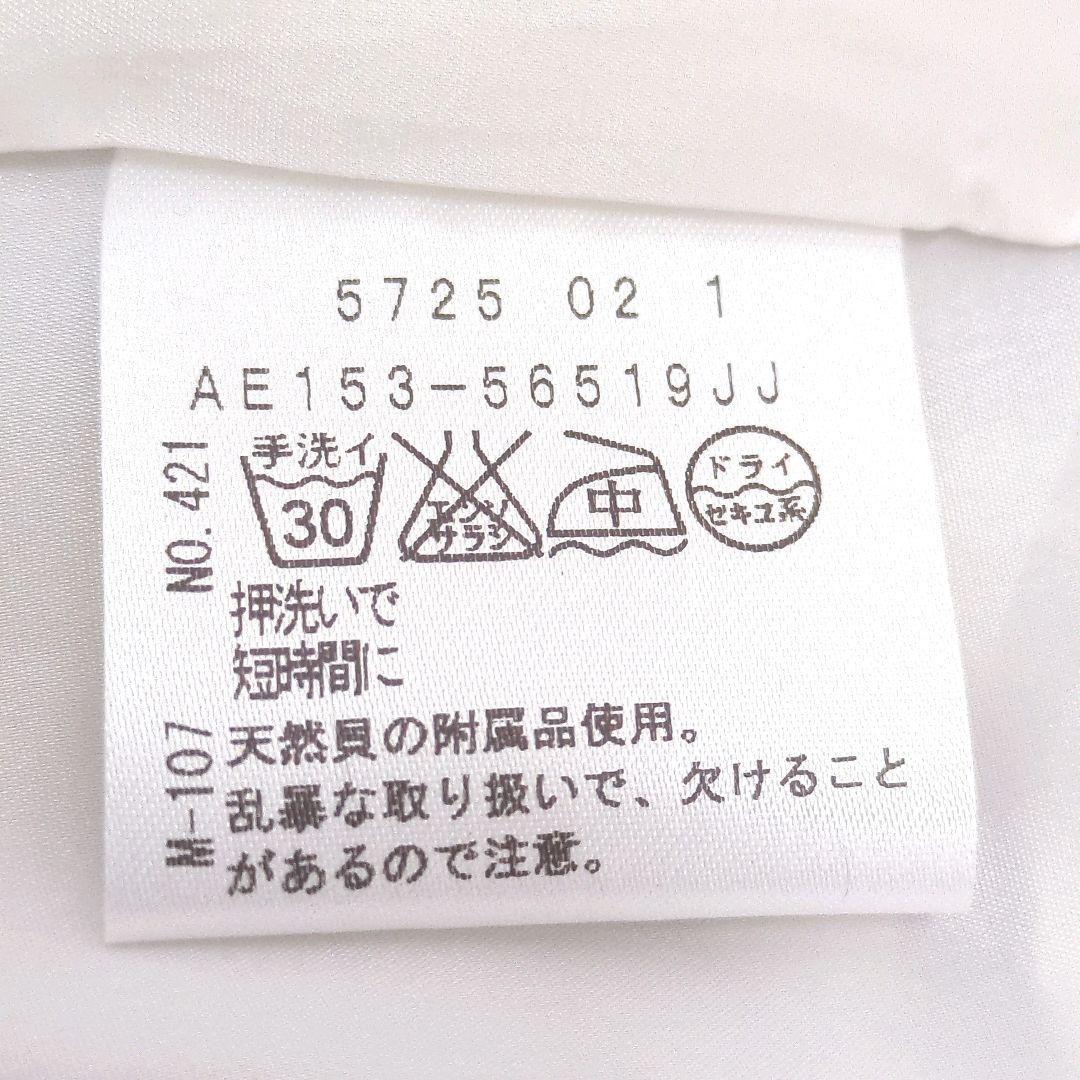 5725 02 1
AE153-56519JJ
手洗イ
30
エンソ
サラシ
中
ドライ
セキユ系
NO.421
押洗いで
短時間に
M-107
天然貝の附属品使用。
乱暴な取り扱いで、欠けること
があるので注意。